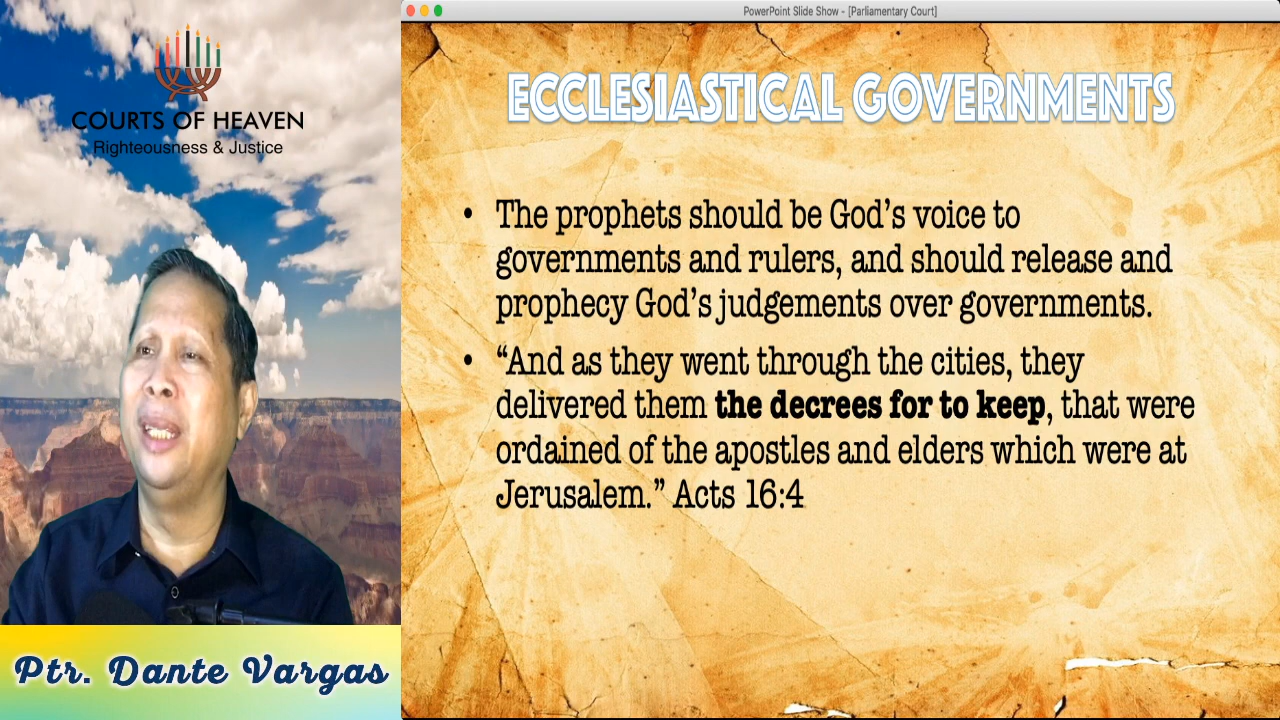 COURTS OF HEAVEN
Righteousness & Justice
Ptr. Dante Vargas
PowerPoint Slide Show - [Parliamentary Court]
ECCLESIASTICAL GOVERNMENTS
• The prophets should be God’s voice to
governments and rulers, and should release and
prophecy God’s judgements over governments.
• “And as they went through the cities, they
delivered them the decrees for to keep, that were
ordained of the apostles and elders which were at
Jerusalem.” Acts 16:4